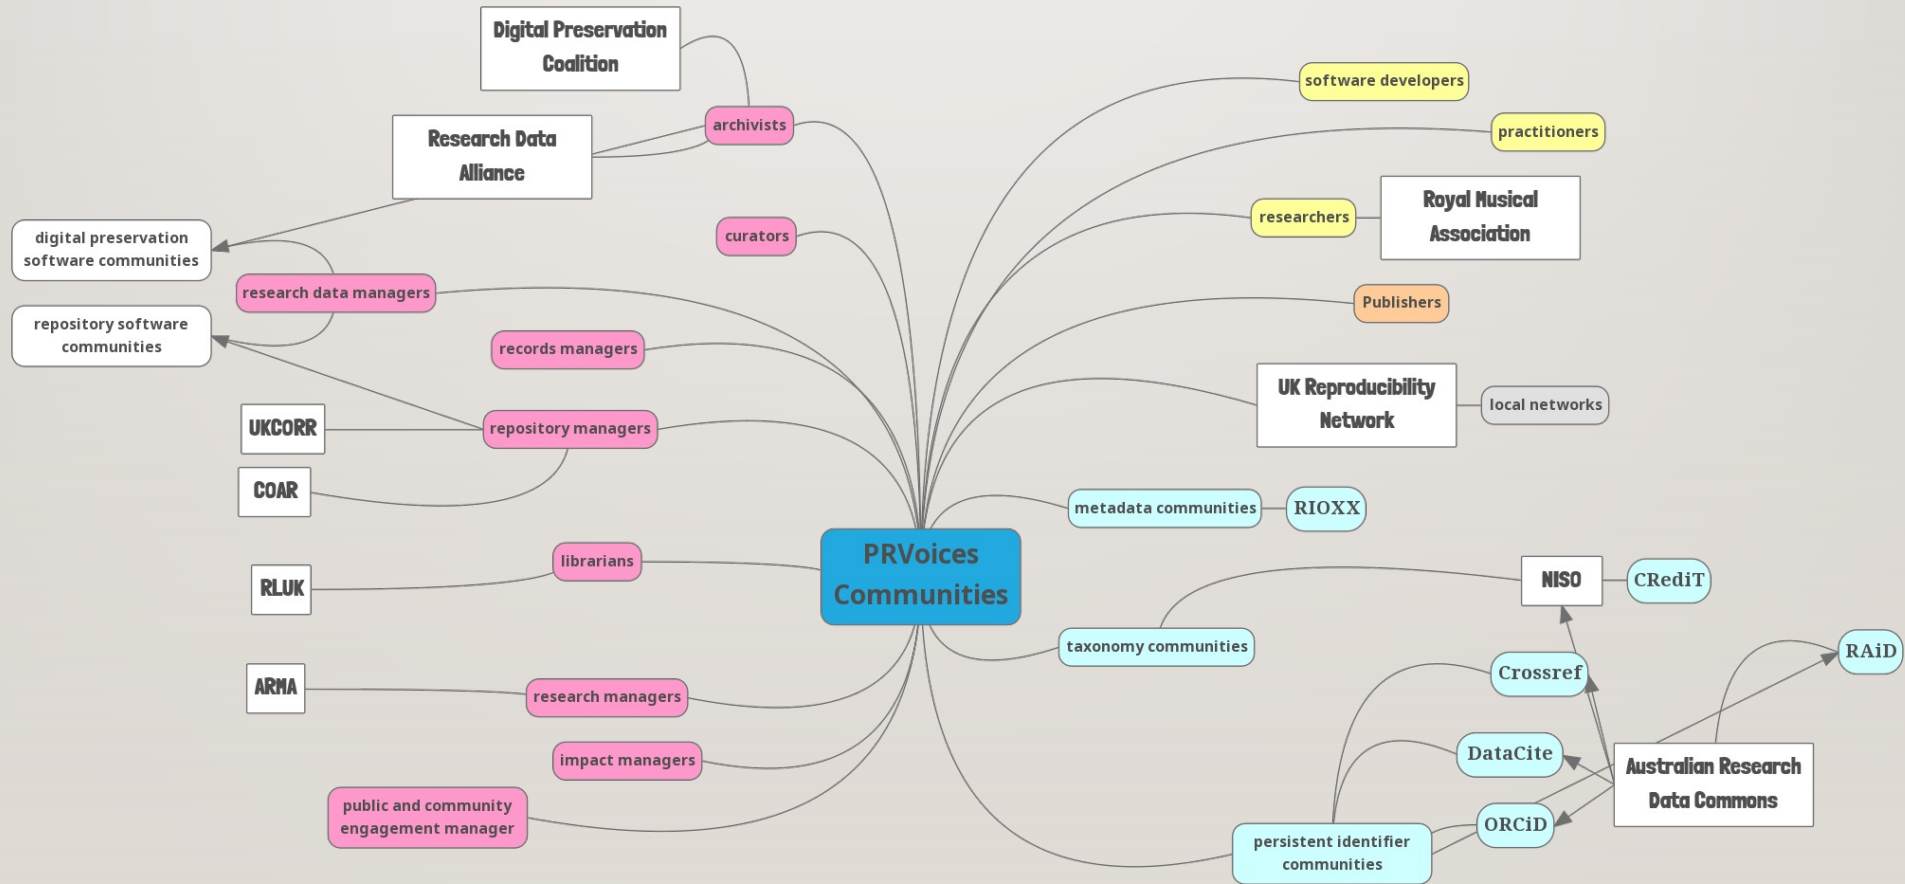 Digital Preservation
Coalition
archivists
Research Data
Alliance
curators
digital preservation
software communities
research data managers
repository software
communities
records managers
UKCORR
repository managers
COAR
librarians
RLUK
ARMA
research managers
impact managers
public and community
engagement manager
PRVoices
Communities
software developers
practitioners
researchers
Royal Musical
Association
Publishers
UK Reproducibility
Network
local networks
metadata communities
RIOXX
NISO
CRediT
taxonomy communities
Crossref
RAiD
DataCite
Australian Research
Data Commons
ORCiD
persistent identifier
communities